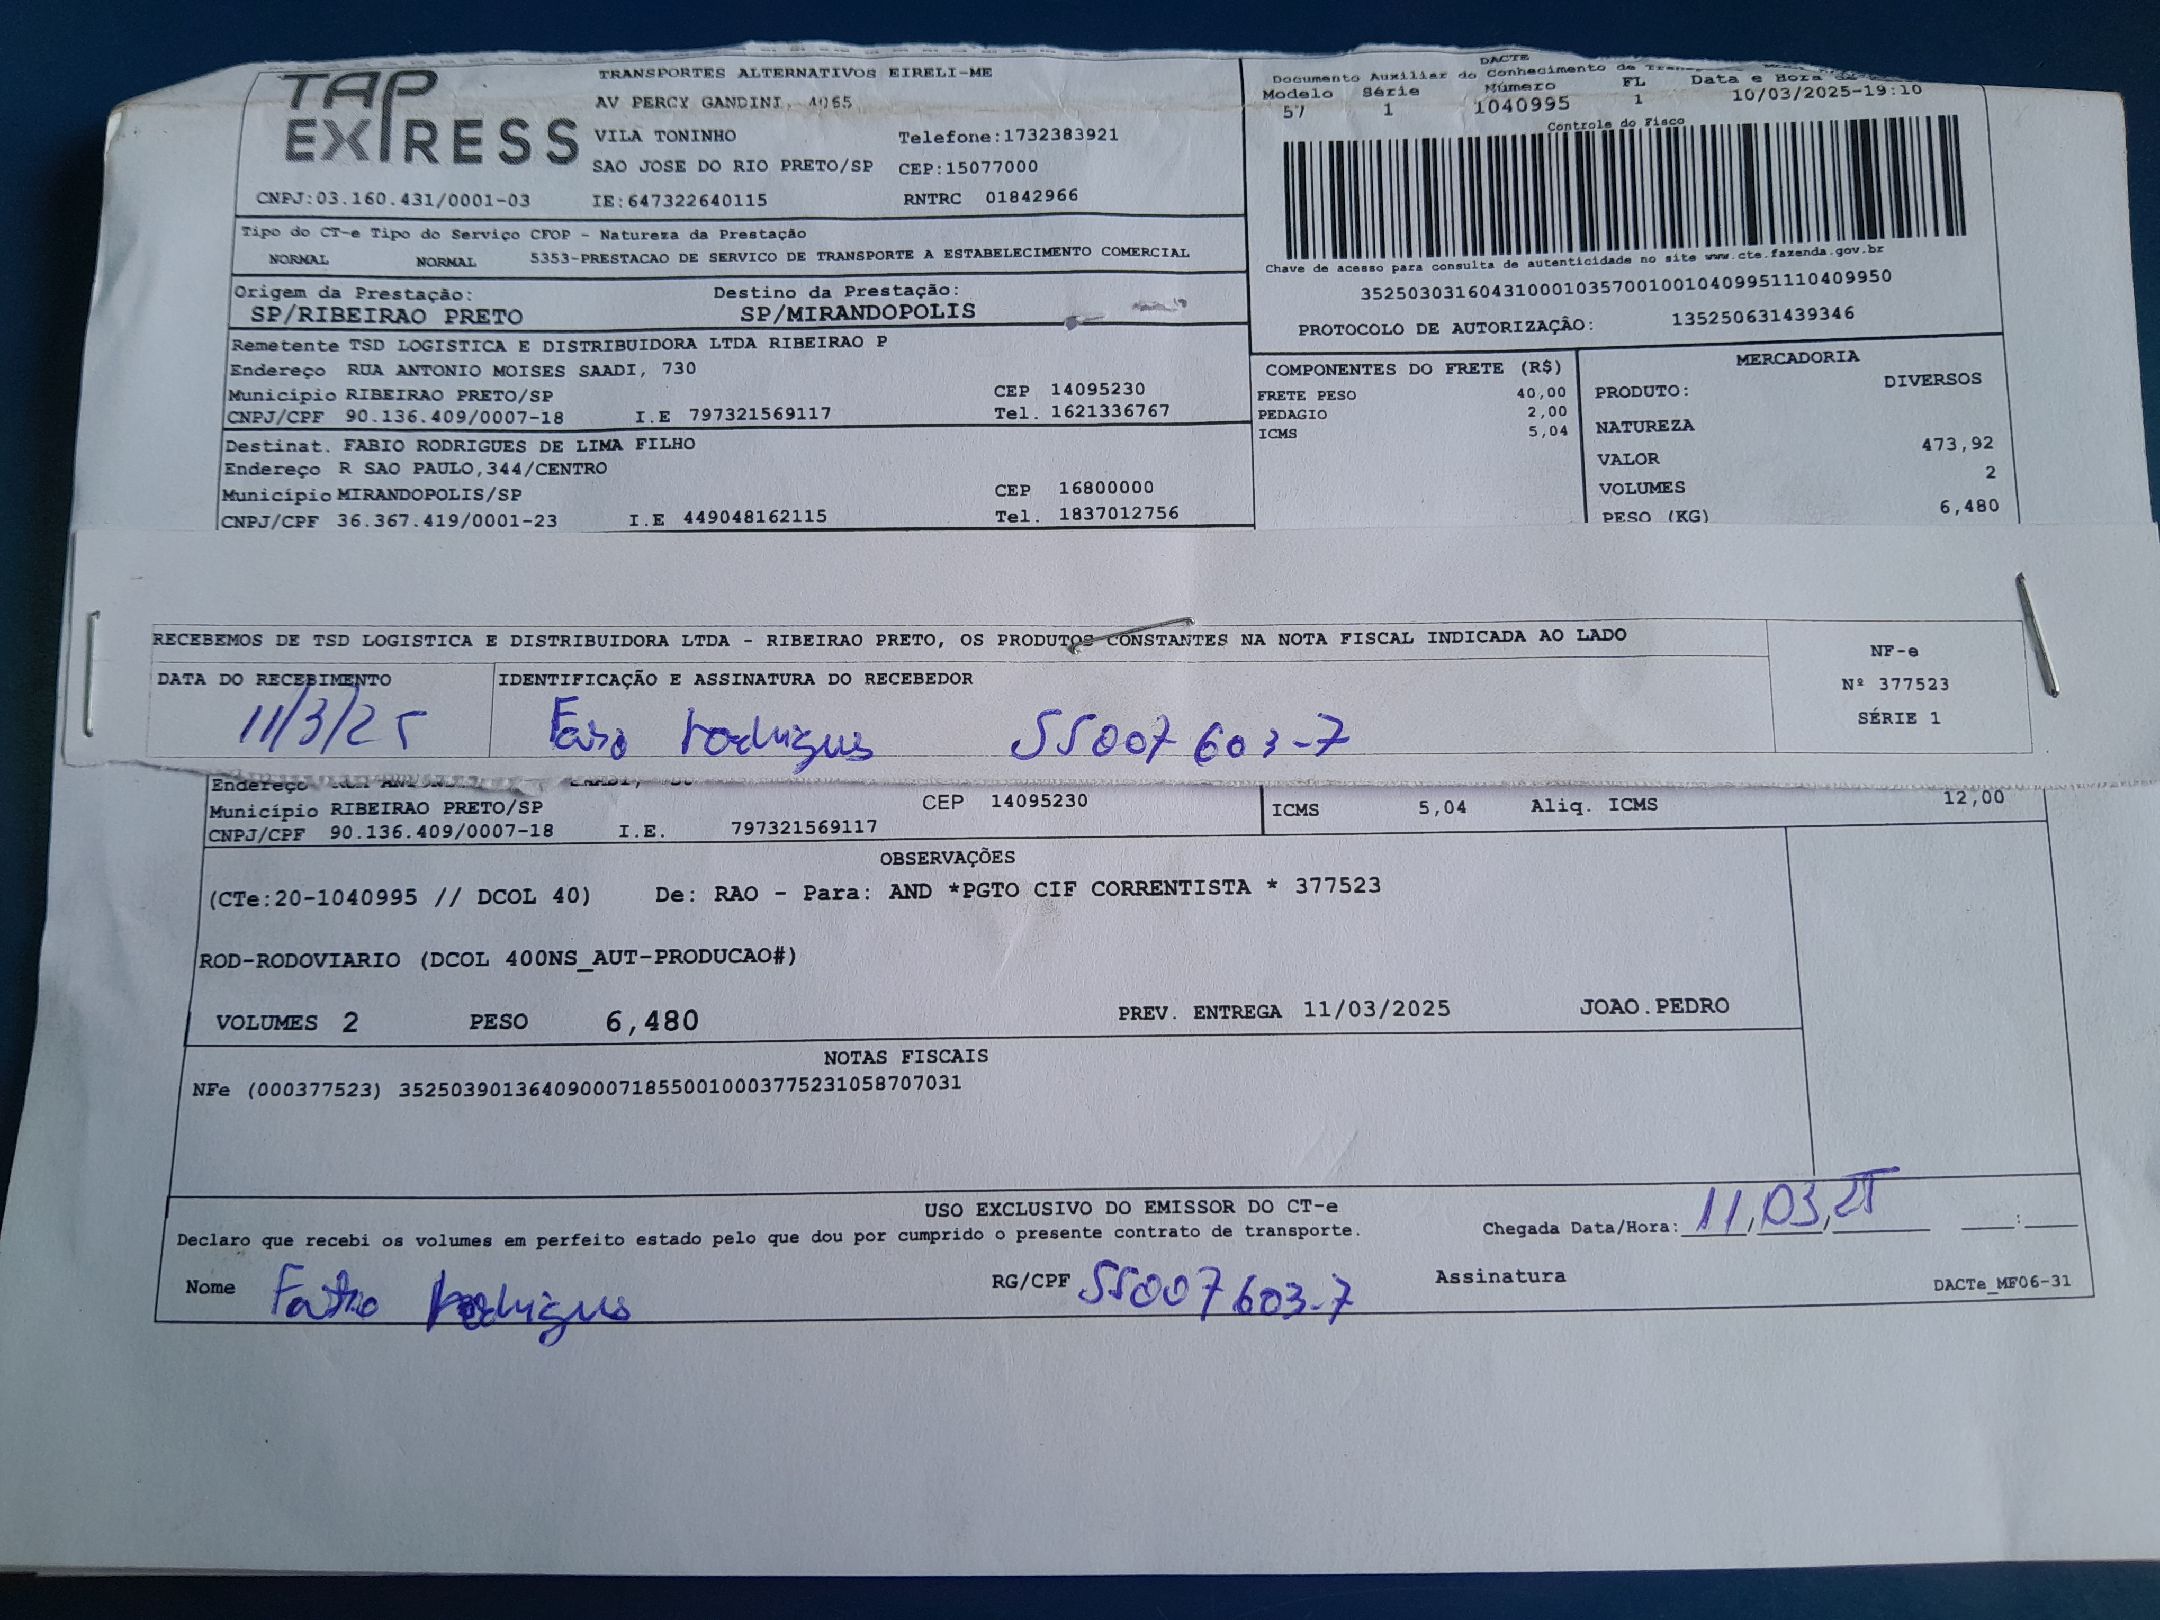 TAP EXPRESS
TRANSPORTES ALTERNATIVOS EIRELI-ME
AV PERCY GANDINI, 4065
VILA TONINHO Telefone:1732383921
SAO JOSE DO RIO PRETO/SP CEP:15077000
CNPJ:03.160.431/0001-03 IE:647322640115 RNTRC 01842966
DACTE
Documento Auxiliar do Conhecimento de
Modelo Série Número FL Data e Hora
57 1 1040995 1 10/03/2025-19:10
Controle do Fisco
Chave de acesso para consulta de autenticidade no site www.cte.fazenda.gov.br
35250303160431000103570010010409951110409950
PROTOCOLO DE AUTORIZAÇÃO: 135250631439346
Tipo do CT-e Tipo do Serviço CFOP - Natureza da Prestação
NORMAL NORMAL 5353-PRESTACAO DE SERVICO DE TRANSPORTE A ESTABELECIMENTO COMERCIAL
Origem da Prestação: Destino da Prestação:
SP/RIBEIRAO PRETO SP/MIRANDOPOLIS
Remetente TSD LOGISTICA E DISTRIBUIDORA LTDA RIBEIRAO P
Endereço RUA ANTONIO MOISES SAADI, 730
Município RIBEIRAO PRETO/SP CEP 14095230
CNPJ/CPF 90.136.409/0007-18 I.E 797321569117 Tel. 1621336767
Destinat. FABIO RODRIGUES DE LIMA FILHO
Endereço R SAO PAULO,344/CENTRO
Município MIRANDOPOLIS/SP CEP 16800000
CNPJ/CPF 36.367.419/0001-23 I.E 449048162115 Tel. 1837012756
COMPONENTES DO FRETE (R$)
FRETE PESO 40,00
PEDAGIO 2,00
ICMS 5,04
MERCADORIA
PRODUTO: DIVERSOS
NATUREZA
VALOR 473,92
VOLUMES 2
PESO (KG) 6,480
RECEBEMOS DE TSD LOGISTICA E DISTRIBUIDORA LTDA - RIBEIRAO PRETO, OS PRODUTOS CONSTANTES NA NOTA FISCAL INDICADA AO LADO
DATA DO RECEBIMENTO IDENTIFICAÇÃO E ASSINATURA DO RECEBEDOR
11/3/25 Fabio rodrigues 55007603-7
NF-e
Nº 377523
SÉRIE 1
Endereço
Município RIBEIRAO PRETO/SP CEP 14095230
CNPJ/CPF 90.136.409/0007-18 I.E. 797321569117
ICMS 5,04 Aliq. ICMS 12,00
OBSERVAÇÕES
(CTe:20-1040995 // DCOL 40) De: RAO - Para: AND *PGTO CIF CORRENTISTA * 377523
ROD-RODOVIARIO (DCOL 400NS_AUT-PRODUCAO#)
VOLUMES 2 PESO 6,480 PREV. ENTREGA 11/03/2025 JOAO.PEDRO
NOTAS FISCAIS
NFe (000377523) 35250390136409000718550010003775231058707031
USO EXCLUSIVO DO EMISSOR DO CT-e
Declaro que recebi os volumes em perfeito estado pelo que dou por cumprido o presente contrato de transporte. Chegada Data/Hora: 11,03,25 :
Nome Fabio rodrigues RG/CPF 55007603-7 Assinatura
DACTe_MF06-31